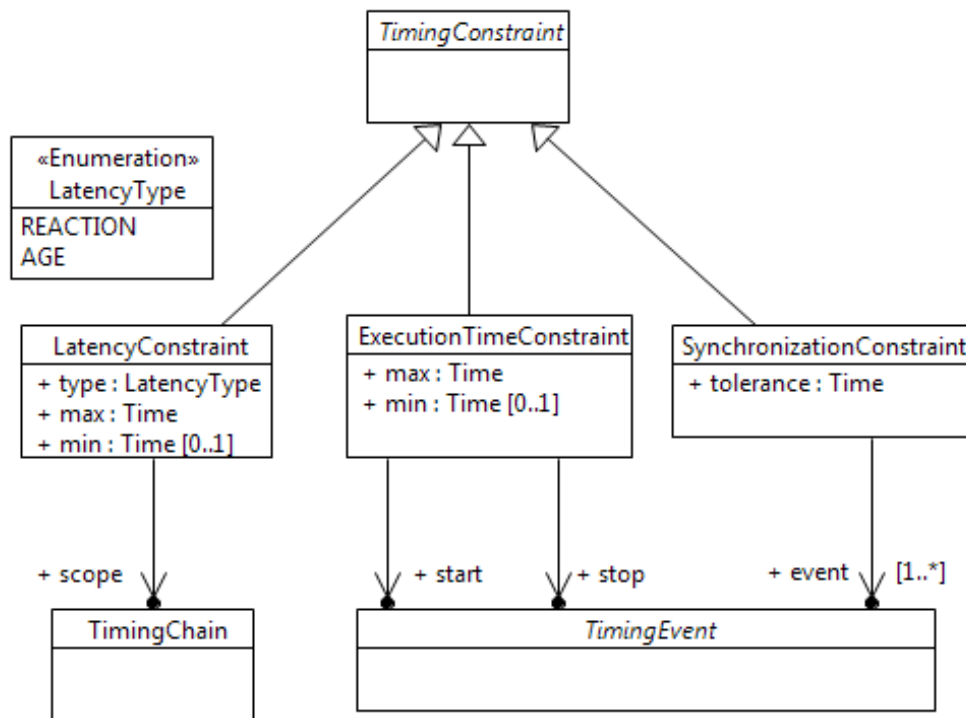 TimingConstraint
«Enumeration»
LatencyType
REACTION
AGE
LatencyConstraint
+ type : LatencyType
+ max : Time
+ min : Time [0..1]
ExecutionTimeConstraint
+ max : Time
+ min : Time [0..1]
SynchronizationConstraint
+ tolerance : Time
+ scope
+ start
+ stop
+ event
[1..*]
TimingChain
TimingEvent